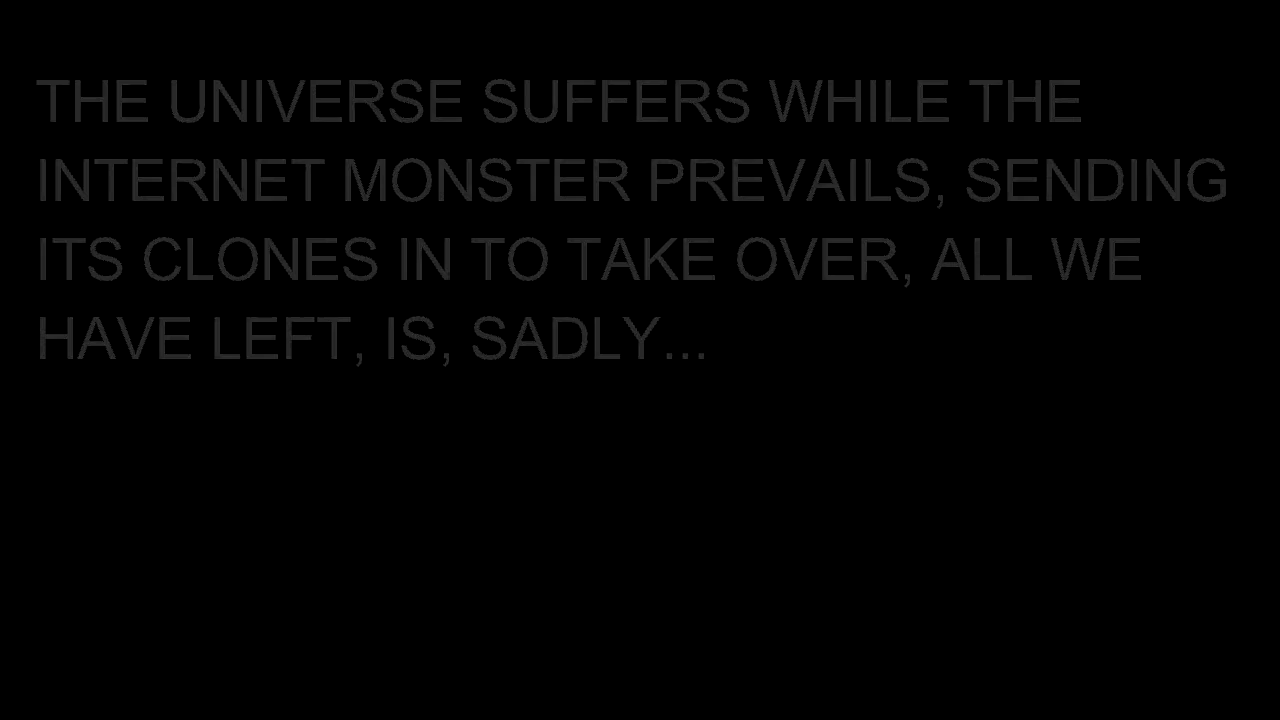 THE UNIVERSE SUFFERS WHILE THE
INTERNET MONSTER PREVAILS, SENDING
ITS CLONES IN TO TAKE OVER, ALL WE
HAVE LEFT, IS, SADLY...